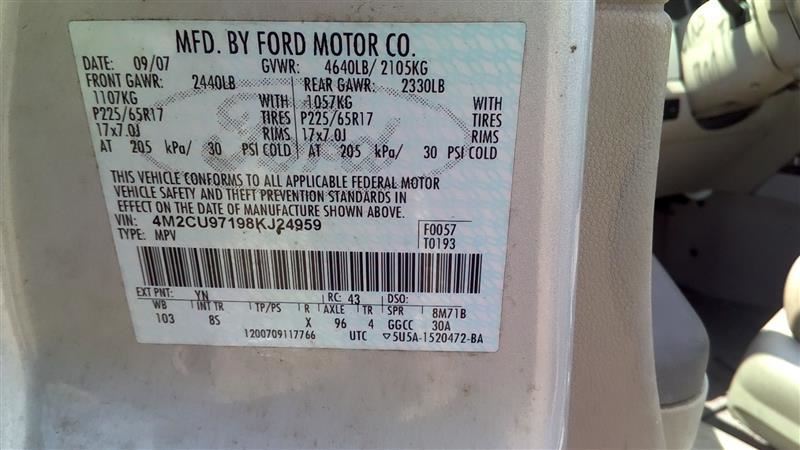 MFD. BY FORD MOTOR CO.
DATE: 09/07 GVWR: 4640LB/ 2105KG
FRONT GAWR: 2440LB REAR GAWR: 2330LB
1107KG WITH 1057KG WITH
P225/65R17 TIRES P225/65R17 TIRES
17x7.0J RIMS 17x7.0J RIMS
AT 205 kPa/ 30 PSI COLD AT 205 kPa/ 30 PSI COLD
Ford
THIS VEHICLE CONFORMS TO ALL APPLICABLE FEDERAL MOTOR
VEHICLE SAFETY AND THEFT PREVENTION STANDARDS IN
EFFECT ON THE DATE OF MANUFACTURE SHOWN ABOVE.
VIN: 4M2CU97198KJ24959 F0057
TYPE: MPV T0193
EXT PNT: YN RC: 43 DSO:
WB INT TR TP/PS R AXLE TR SPR 8M71B
103 8S X 96 4 GGCC 30A
1200709117766 UTC ▽5U5A-1520472-BA